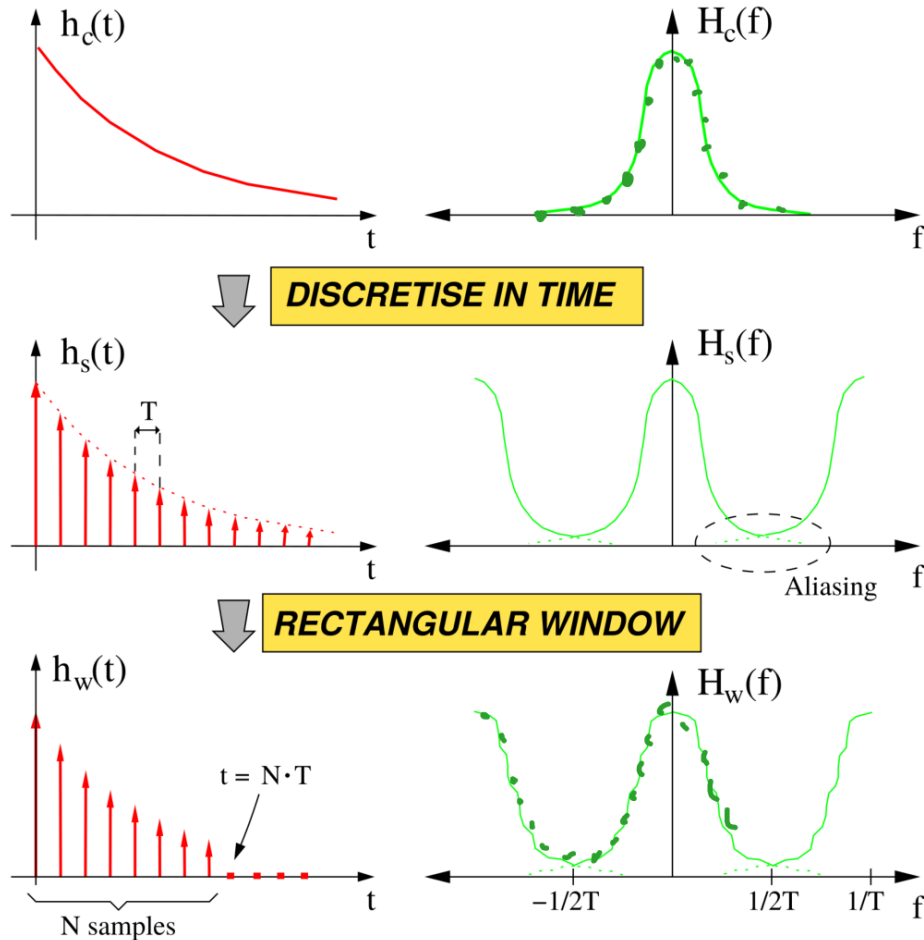 h_c(t)
H_c(f)
t
f
DISCRETISE IN TIME
h_s(t)
H_s(f)
T
t
f
Aliasing
RECTANGULAR WINDOW
h_w(t)
H_w(f)
t = N·T
t
f
−1/2T
1/2T
1/T
N samples